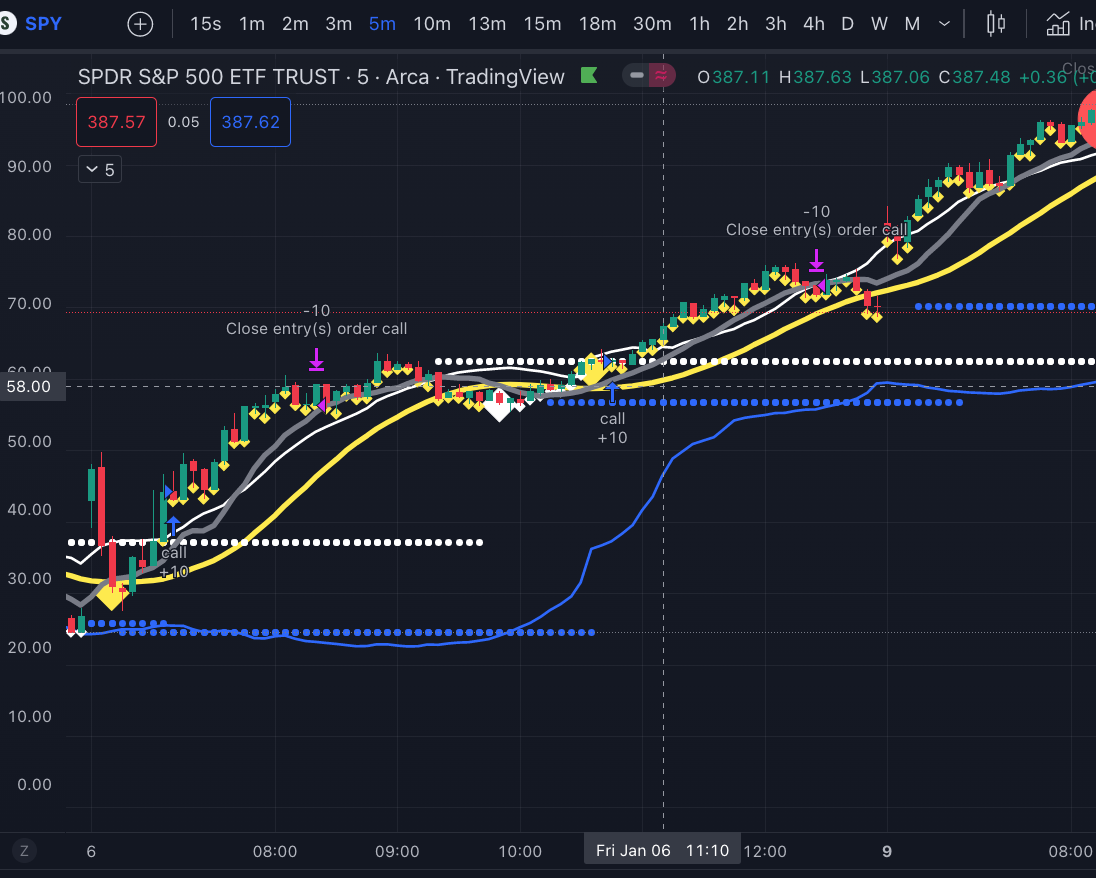 S SPY 15s 1m 2m 3m 5m 10m 13m 15m 18m 30m 1h 2h 3h 4h D W M
SPDR S&P 500 ETF TRUST · 5 · Arca · TradingView O387.11 H387.63 L387.06 C387.48 +0.36
Clos
100.00
387.57 0.05 387.62
5
90.00
-10
Close entry(s) order call
80.00
70.00
-10
Close entry(s) order call
60.00
58.00
call
+10
50.00
40.00
call
+10
30.00
20.00
10.00
0.00
Z 6 08:00 09:00 10:00 Fri Jan 06 11:10 12:00 9 08:00